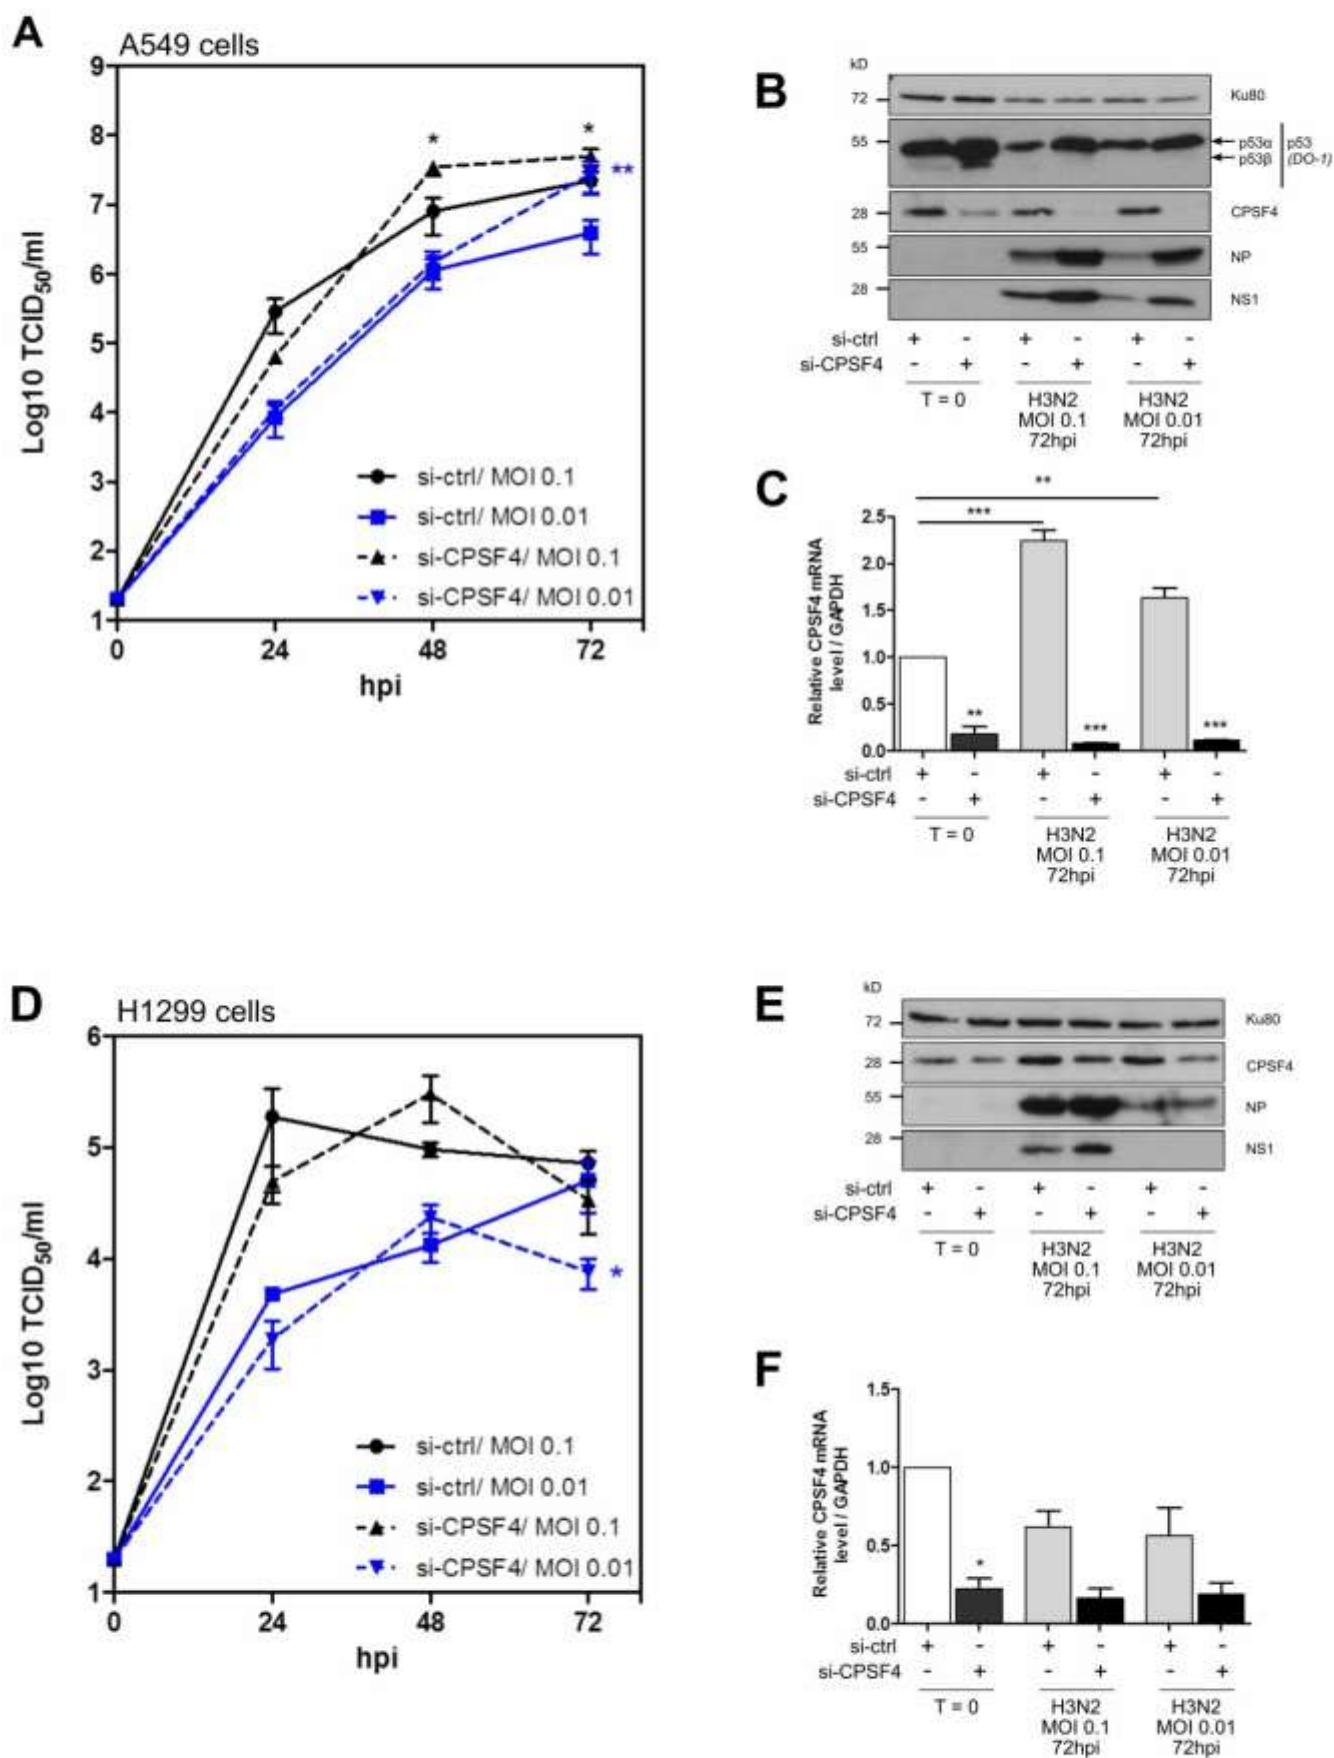 A
A549 cells
9
8
7
6
5
4
3
2
1
Log10 TCID50/ml
* *
**
si-ctrl/ MOI 0.1
si-ctrl/ MOI 0.01
si-CPSF4/ MOI 0.1
si-CPSF4/ MOI 0.01
0 24 48 72
hpi
B
kD
72 Ku80
55 p53α p53
p53β (DO-1)
28 CPSF4
55 NP
28 NS1
si-ctrl + - + - + -
si-CPSF4 - + - + - +
T = 0 H3N2 H3N2
MOI 0.1 MOI 0.01
72hpi 72hpi
C
**
***
2.5
2.0
1.5
1.0
0.5
0.0
Relative CPSF4 mRNA
level / GAPDH
** *** ***
si-ctrl + - + - + -
si-CPSF4 - + - + - +
T = 0 H3N2 H3N2
MOI 0.1 MOI 0.01
72hpi 72hpi
D
H1299 cells
6
5
4
3
2
1
Log10 TCID50/ml
*
si-ctrl/ MOI 0.1
si-ctrl/ MOI 0.01
si-CPSF4/ MOI 0.1
si-CPSF4/ MOI 0.01
0 24 48 72
hpi
E
kD
72 Ku80
28 CPSF4
55 NP
28 NS1
si-ctrl + - + - + -
si-CPSF4 - + - + - +
T = 0 H3N2 H3N2
MOI 0.1 MOI 0.01
72hpi 72hpi
F
1.5
1.0
0.5
0.0
Relative CPSF4 mRNA
level / GAPDH
*
si-ctrl + - + - + -
si-CPSF4 - + - + - +
T = 0 H3N2 H3N2
MOI 0.1 MOI 0.01
72hpi 72hpi